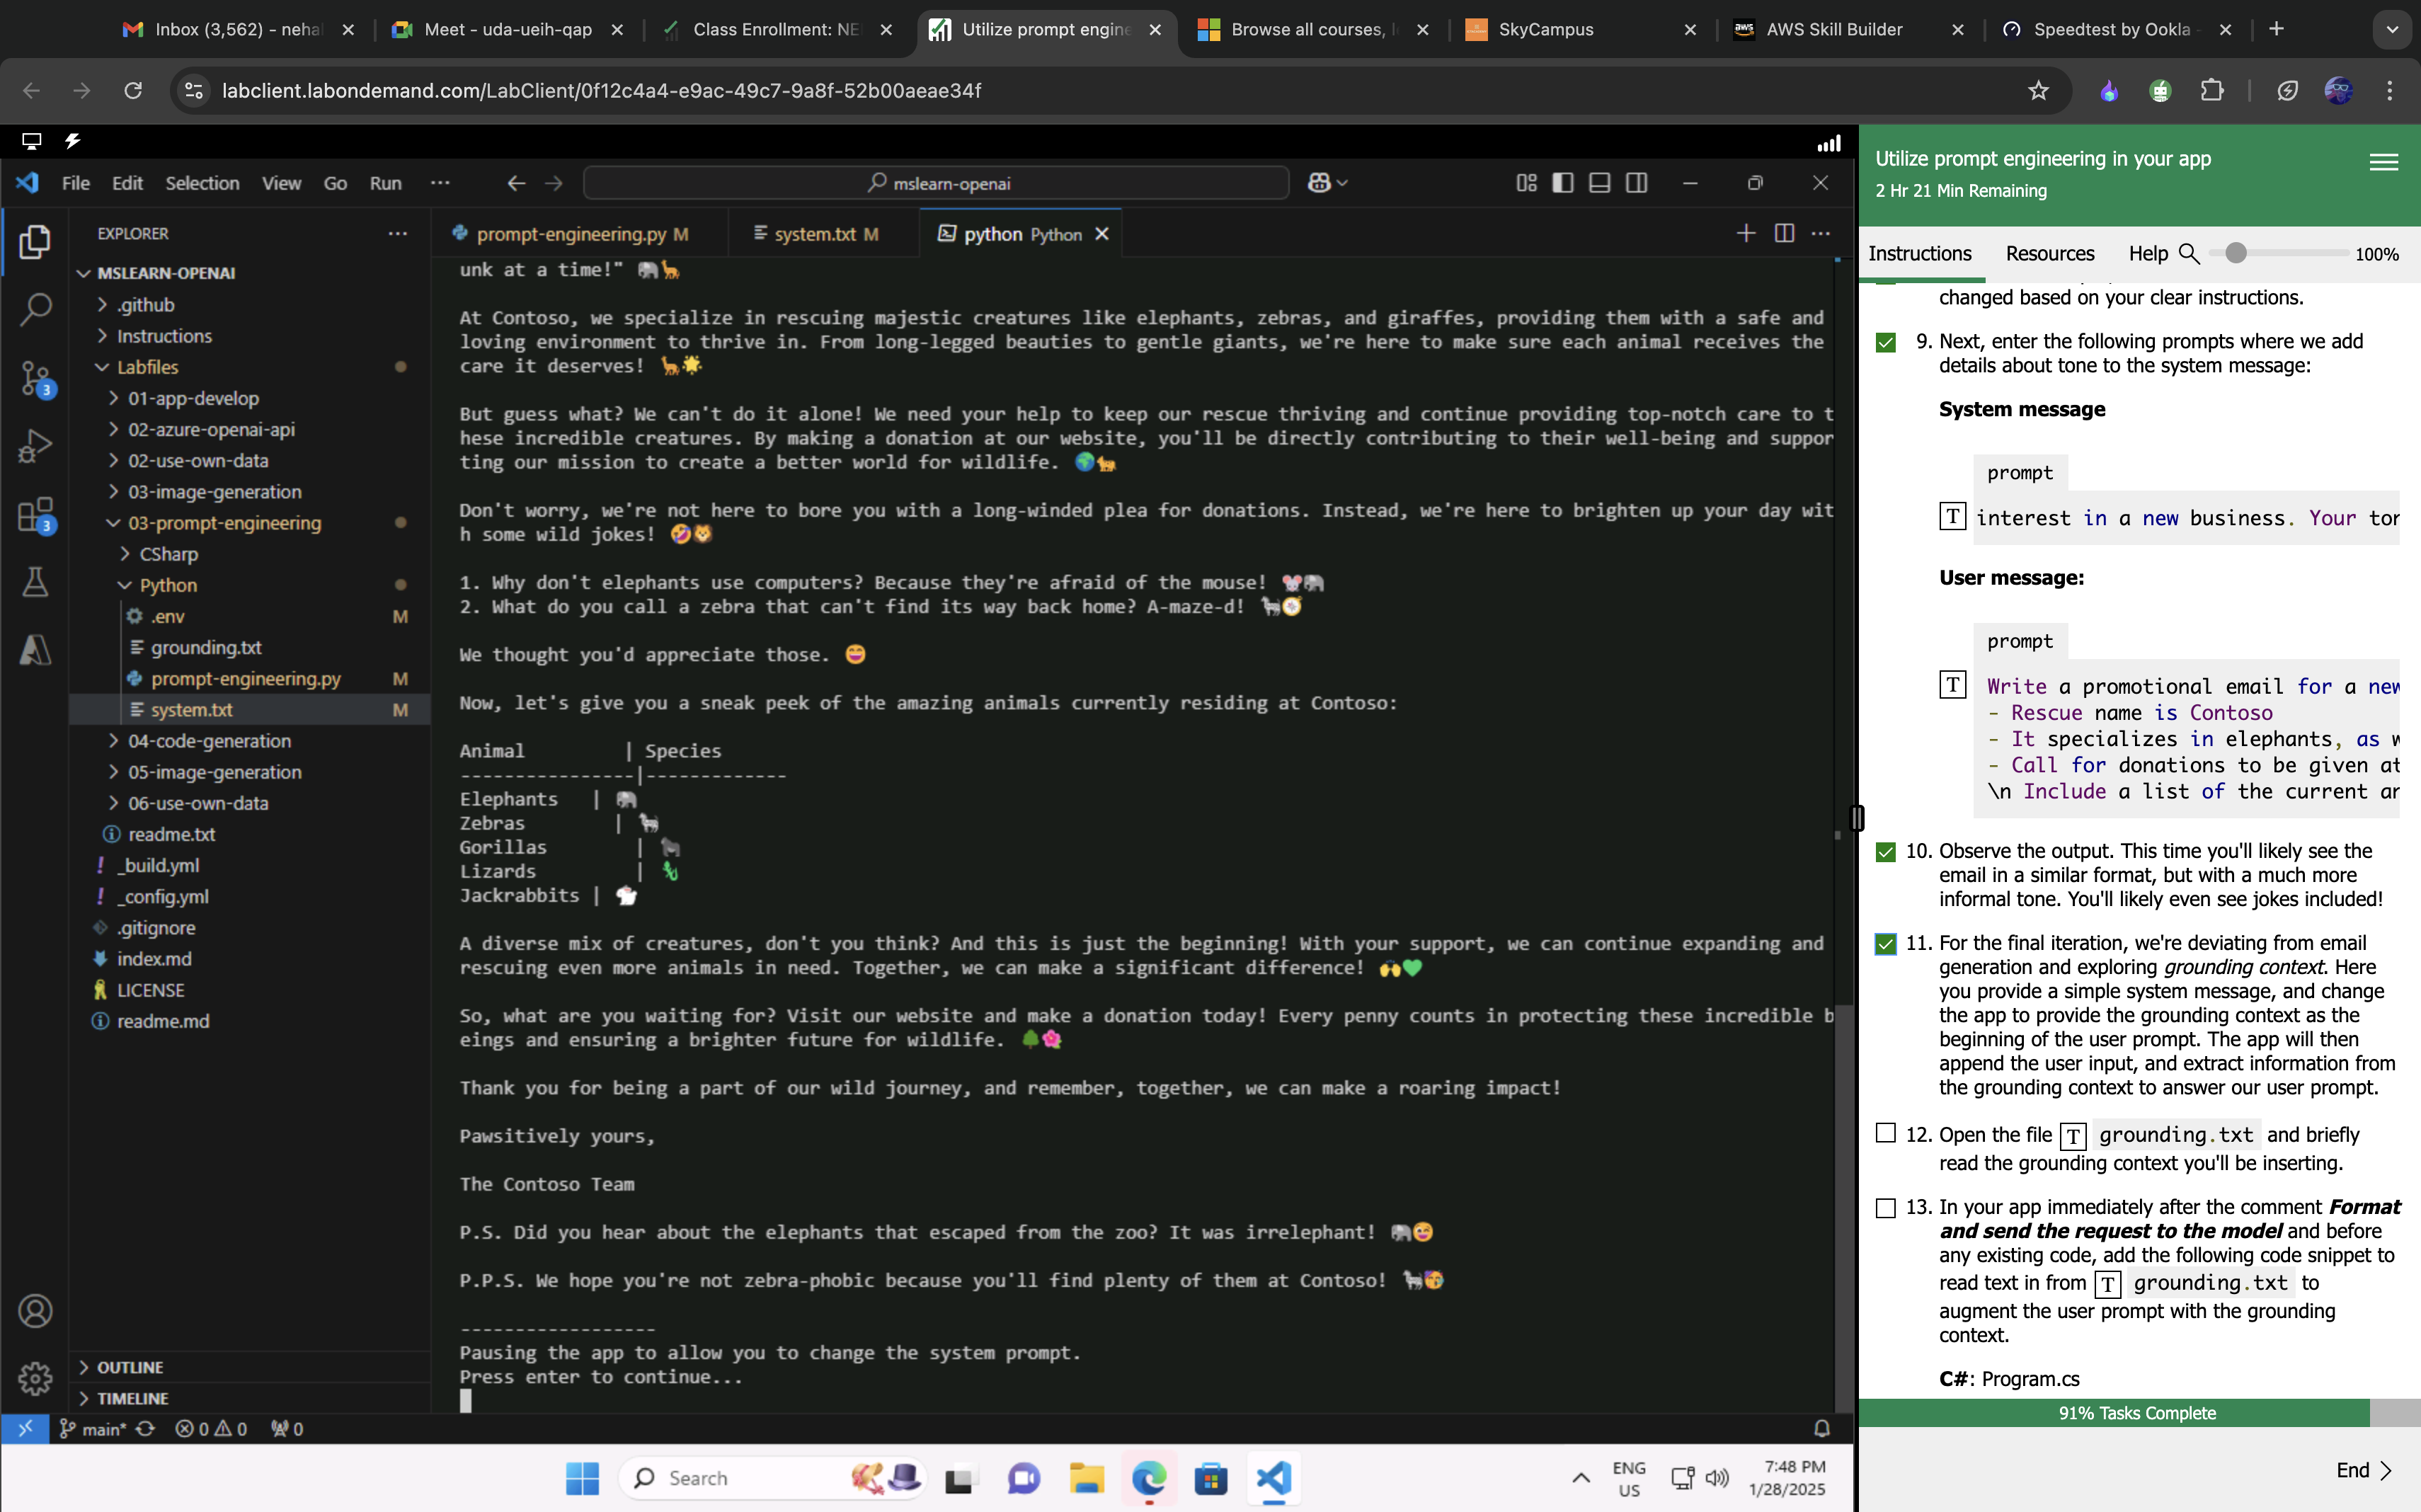 Inbox (3,562) - neha
Meet - uda-ueih-qap
Class Enrollment: NE
Utilize prompt engine
Browse all courses, l
SkyCampus
AWS Skill Builder
Speedtest by Ookla -
labclient.labondemand.com/LabClient/0f12c4a4-e9ac-49c7-9a8f-52b00aeae34f
File Edit Selection View Go Run ...
mslearn-openai
EXPLORER
MSLEARN-OPENAI
.github
Instructions
Labfiles
01-app-develop
02-azure-openai-api
02-use-own-data
03-image-generation
03-prompt-engineering
CSharp
Python
.env M
grounding.txt
prompt-engineering.py M
system.txt M
04-code-generation
05-image-generation
06-use-own-data
readme.txt
_build.yml
_config.yml
.gitignore
index.md
LICENSE
readme.md
OUTLINE
TIMELINE
3
3
prompt-engineering.py M
system.txt M
python Python
unk at a time!" 🐘🦒
At Contoso, we specialize in rescuing majestic creatures like elephants, zebras, and giraffes, providing them with a safe and
loving environment to thrive in. From long-legged beauties to gentle giants, we're here to make sure each animal receives the
care it deserves! 🦒🌟
But guess what? We can't do it alone! We need your help to keep our rescue thriving and continue providing top-notch care to t
hese incredible creatures. By making a donation at our website, you'll be directly contributing to their well-being and suppor
ting our mission to create a better world for wildlife. 🌍🐆
Don't worry, we're not here to bore you with a long-winded plea for donations. Instead, we're here to brighten up your day wit
h some wild jokes! 🤣🦁
1. Why don't elephants use computers? Because they're afraid of the mouse! 🐭🐘
2. What do you call a zebra that can't find its way back home? A-maze-d! 🦓🧭
We thought you'd appreciate those. 😄
Now, let's give you a sneak peek of the amazing animals currently residing at Contoso:
Animal | Species
----------------|-------------
Elephants | 🐘
Zebras | 🦓
Gorillas | 🦍
Lizards | 🦎
Jackrabbits | 🐇
A diverse mix of creatures, don't you think? And this is just the beginning! With your support, we can continue expanding and
rescuing even more animals in need. Together, we can make a significant difference! 🙌💚
So, what are you waiting for? Visit our website and make a donation today! Every penny counts in protecting these incredible b
eings and ensuring a brighter future for wildlife. 🌳🌺
Thank you for being a part of our wild journey, and remember, together, we can make a roaring impact!
Pawsitively yours,
The Contoso Team
P.S. Did you hear about the elephants that escaped from the zoo? It was irrelephant! 🐘😄
P.P.S. We hope you're not zebra-phobic because you'll find plenty of them at Contoso! 🦓🥳
------------------
Pausing the app to allow you to change the system prompt.
Press enter to continue...
main* 0 0 0
Search
ENG
US
7:48 PM
1/28/2025
Utilize prompt engineering in your app
2 Hr 21 Min Remaining
Instructions Resources Help 100%
changed based on your clear instructions.
9. Next, enter the following prompts where we add
details about tone to the system message:
System message
prompt
T interest in a new business. Your tor
User message:
prompt
T Write a promotional email for a new
- Rescue name is Contoso
- It specializes in elephants, as w
- Call for donations to be given at
\n Include a list of the current ar
10. Observe the output. This time you'll likely see the
email in a similar format, but with a much more
informal tone. You'll likely even see jokes included!
11. For the final iteration, we're deviating from email
generation and exploring grounding context. Here
you provide a simple system message, and change
the app to provide the grounding context as the
beginning of the user prompt. The app will then
append the user input, and extract information from
the grounding context to answer our user prompt.
12. Open the file T grounding.txt and briefly
read the grounding context you'll be inserting.
13. In your app immediately after the comment Format
and send the request to the model and before
any existing code, add the following code snippet to
read text in from T grounding.txt to
augment the user prompt with the grounding
context.
C#: Program.cs
91% Tasks Complete
End